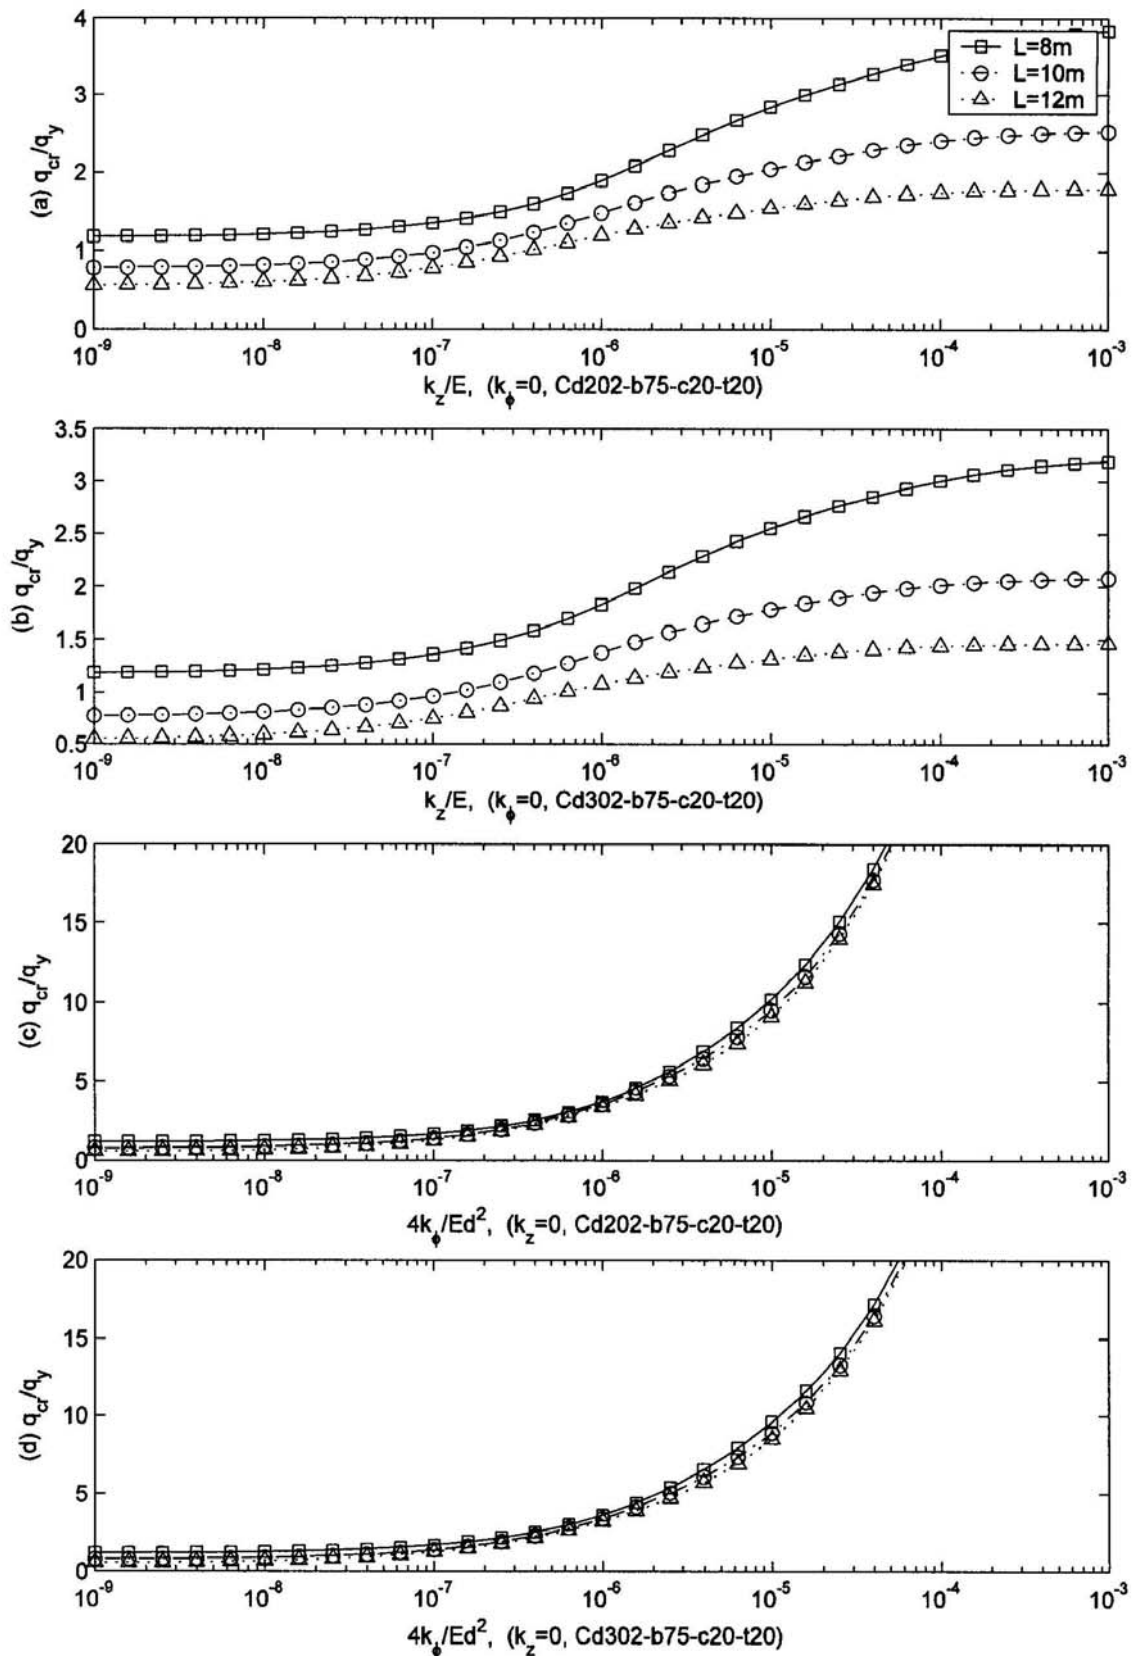 4
3
2
1
0
(a) q_cr/q_y
L=8m
L=10m
L=12m
10^-9 10^-8 10^-7 10^-6 10^-5 10^-4 10^-3
k_z/E, (k_ϕ=0, Cd202-b75-c20-t20)
3.5
3
2.5
2
1.5
1
0.5
(b) q_cr/q_y
10^-9 10^-8 10^-7 10^-6 10^-5 10^-4 10^-3
k_z/E, (k_ϕ=0, Cd302-b75-c20-t20)
20
15
10
5
0
(c) q_cr/q_y
10^-9 10^-8 10^-7 10^-6 10^-5 10^-4 10^-3
4k_ϕ/Ed^2, (k_z=0, Cd202-b75-c20-t20)
20
15
10
5
0
(d) q_cr/q_y
10^-9 10^-8 10^-7 10^-6 10^-5 10^-4 10^-3
4k_ϕ/Ed^2, (k_z=0, Cd302-b75-c20-t20)